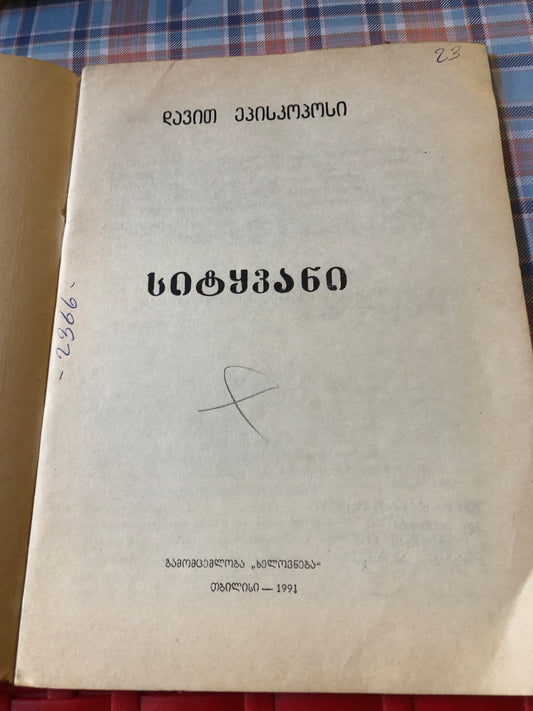 23
დავით ეპისკოპოსი
სიტყვანი
- 2366 -
გამომცემლობა „ხელოვნება“
თბილისი — 1991